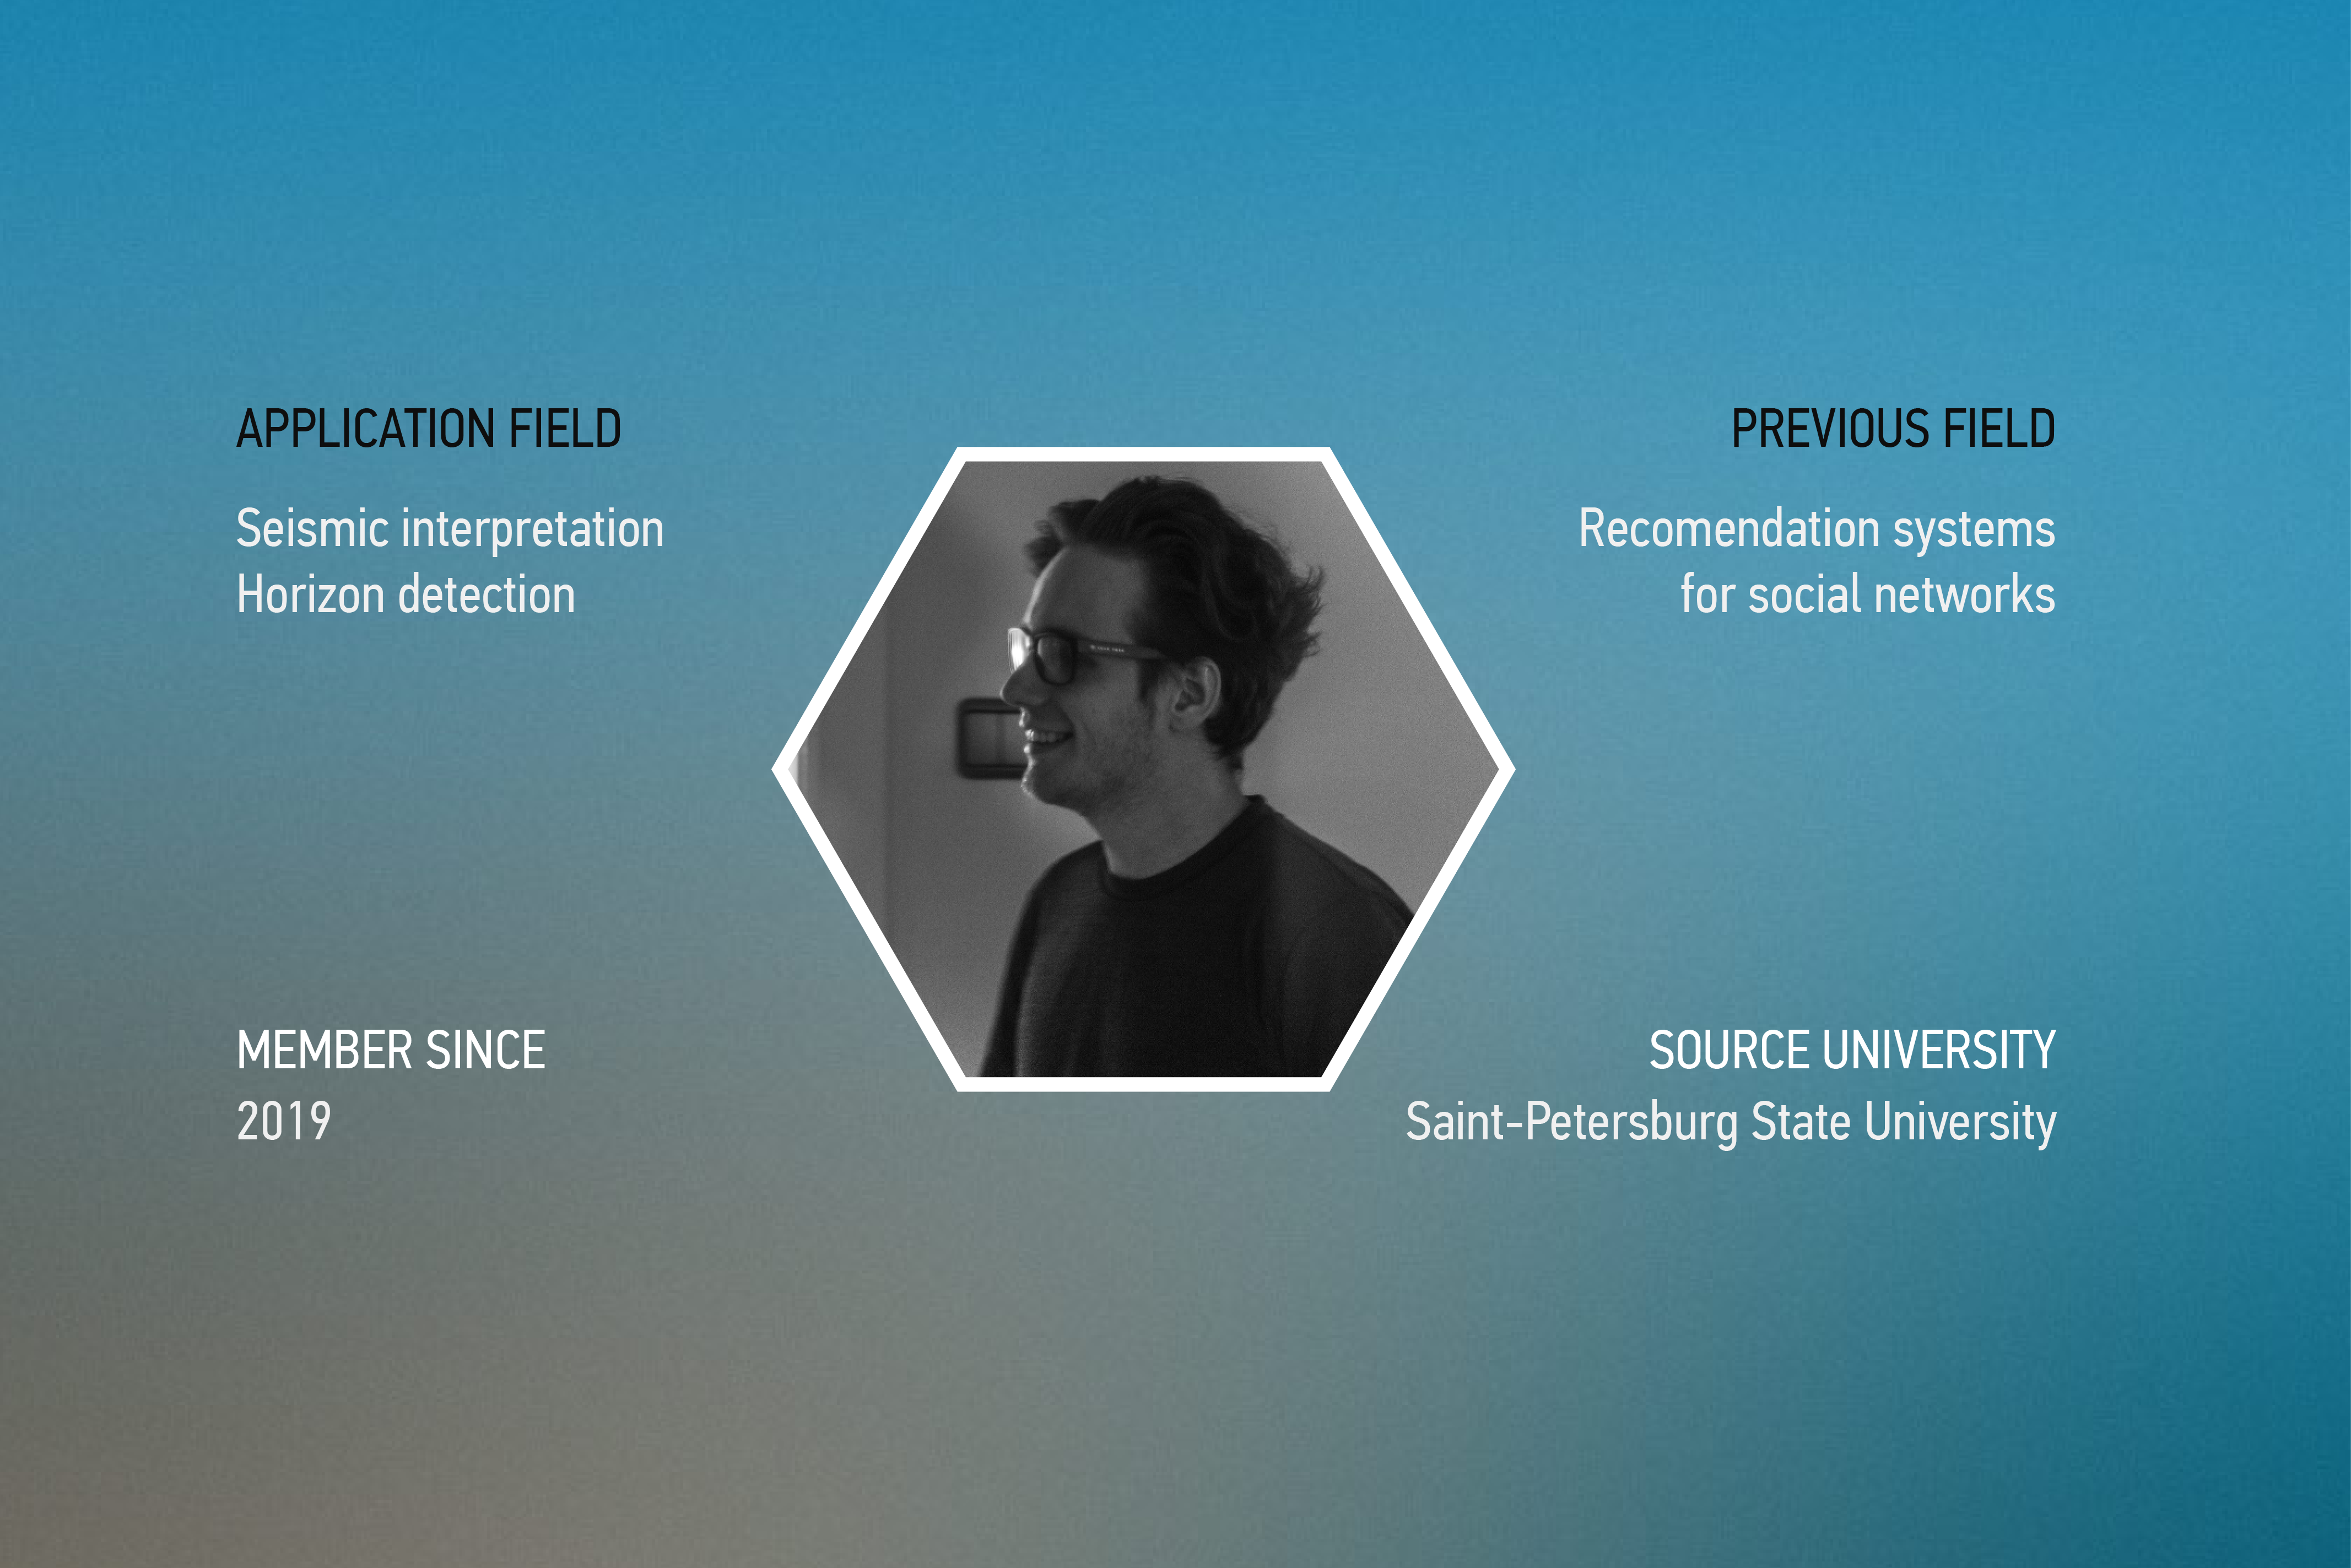 APPLICATION FIELD
Seismic interpretation
Horizon detection
PREVIOUS FIELD
Recomendation systems
for social networks
MEMBER SINCE
2019
SOURCE UNIVERSITY
Saint-Petersburg State University